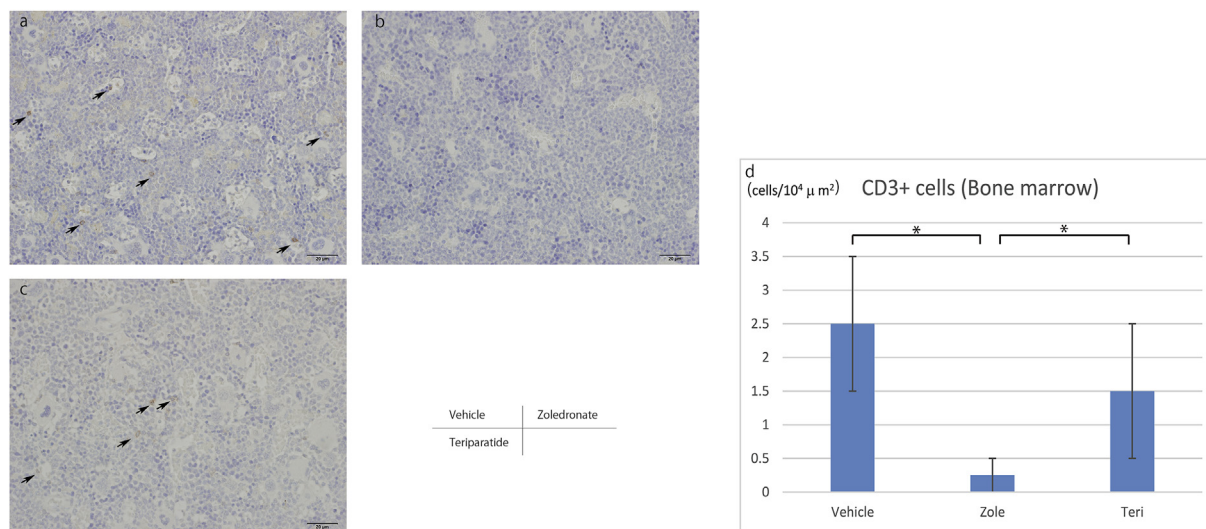 a
20 μm
b
20 μm
c
20 μm
Vehicle Zoledronate
Teriparatide
d
(cells/10⁴ μ m²) CD3+ cells (Bone marrow)
4
3.5
3
2.5
2
1.5
1
0.5
0
* *
Vehicle Zole Teri